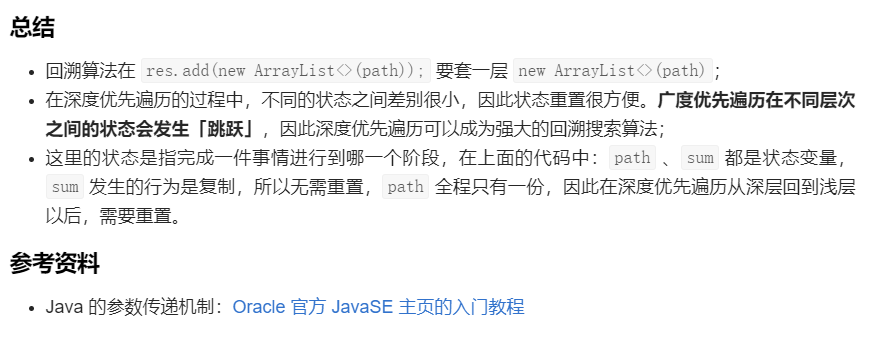 总结
回溯算法在 res.add(new ArrayList<>(path)); 要套一层 new ArrayList<>(path)；
在深度优先遍历的过程中，不同的状态之间差别很小，因此状态重置很方便。广度优先遍历在不同层次
之间的状态会发生「跳跃」，因此深度优先遍历可以成为强大的回溯搜索算法；
这里的状态是指完成一件事情进行到哪一个阶段，在上面的代码中：path 、sum 都是状态变量，
sum 发生的行为是复制，所以无需重置，path 全程只有一份，因此在深度优先遍历从深层回到浅层
以后，需要重置。
参考资料
Java 的参数传递机制：Oracle 官方 JavaSE 主页的入门教程